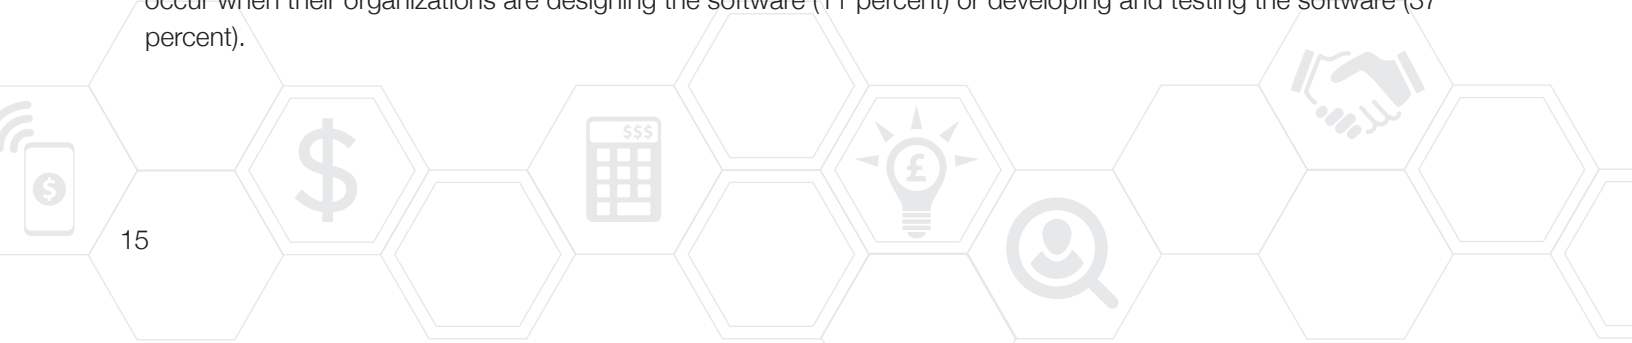 occur when their organizations are designing the software (11 percent) or developing and testing the software (37
percent).
$$$
$
$
£
15